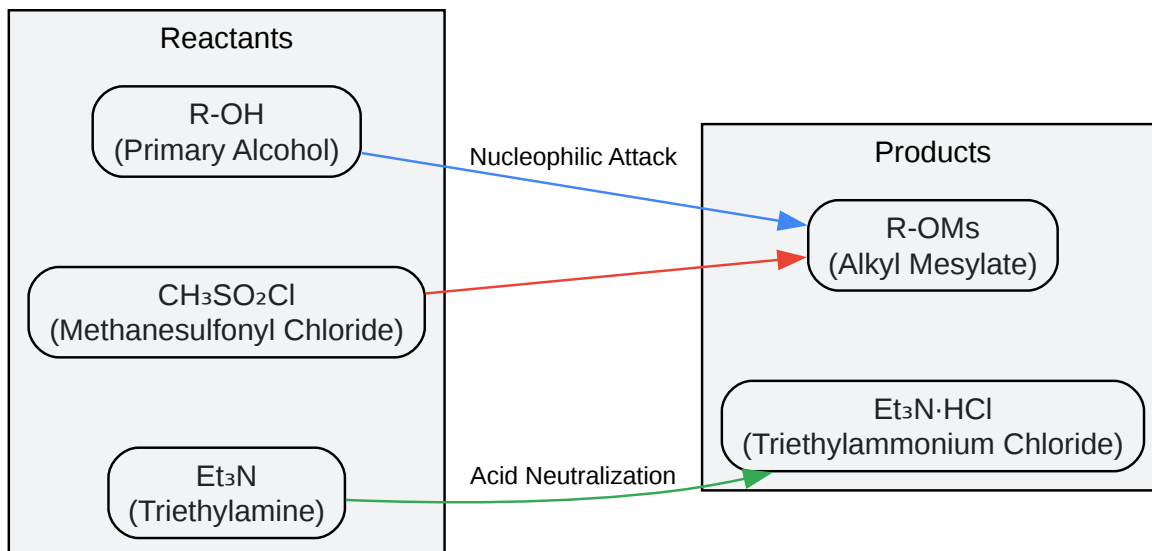 Reactants
R-OH
(Primary Alcohol)
CH₃SO₂Cl
(Methanesulfonyl Chloride)
Et₃N
(Triethylamine)
Nucleophilic Attack
Acid Neutralization
Products
R-OMs
(Alkyl Mesylate)
Et₃N·HCl
(Triethylammonium Chloride)